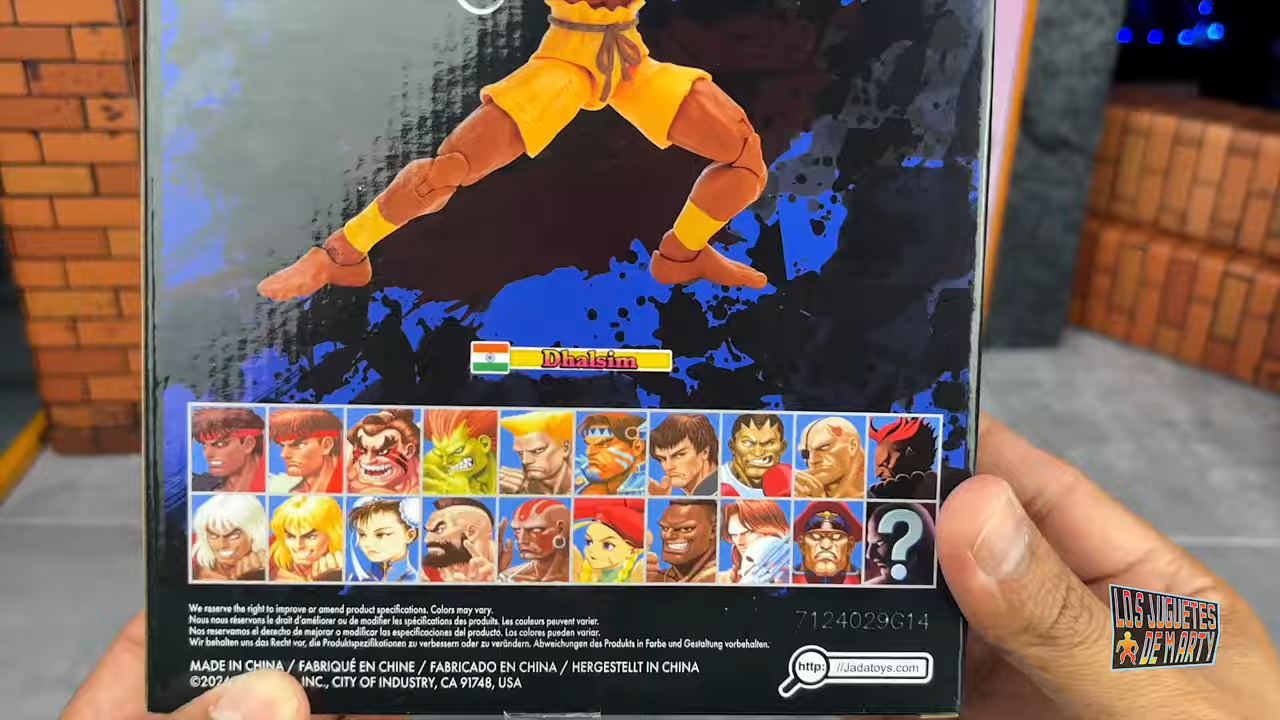 Dhalsim
?
We reserve the right to improve or amend product specifications. Colors may vary.
Nous nous réservons le droit d'améliorer ou de modifier les spécifications des produits. Les couleurs peuvent varier.
Nos reservamos el derecho de mejorar o modificar las especificaciones del producto. Los colores pueden variar.
Wir behalten uns das Recht vor, die Produktspezifikationen zu verbessern oder zu verändern. Abweichungen des Produkts in Farbe und Gestaltung vorbehalten.
7124029G14
MADE IN CHINA / FABRIQUÉ EN CHINE / FABRICADO EN CHINA / HERGESTELLT IN CHINA
©2024 INC., CITY OF INDUSTRY, CA 91748, USA
http: //Jadatoys.com
LOS JUGUETES
DE MARTY